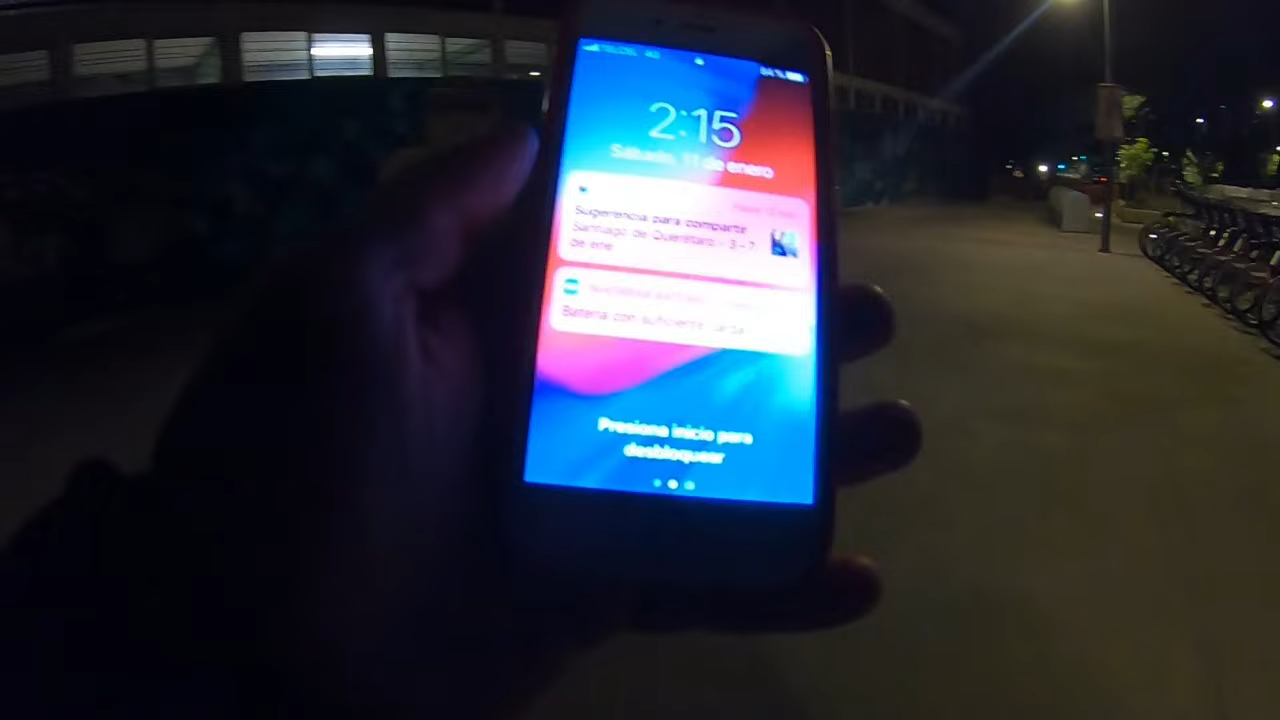 2:15
Sábado, 11 de enero
Sugerencia para compartir
Santiago de Querétaro - 3-7
de ene
Batería con suficiente carga
Presiona inicio para
desbloquear